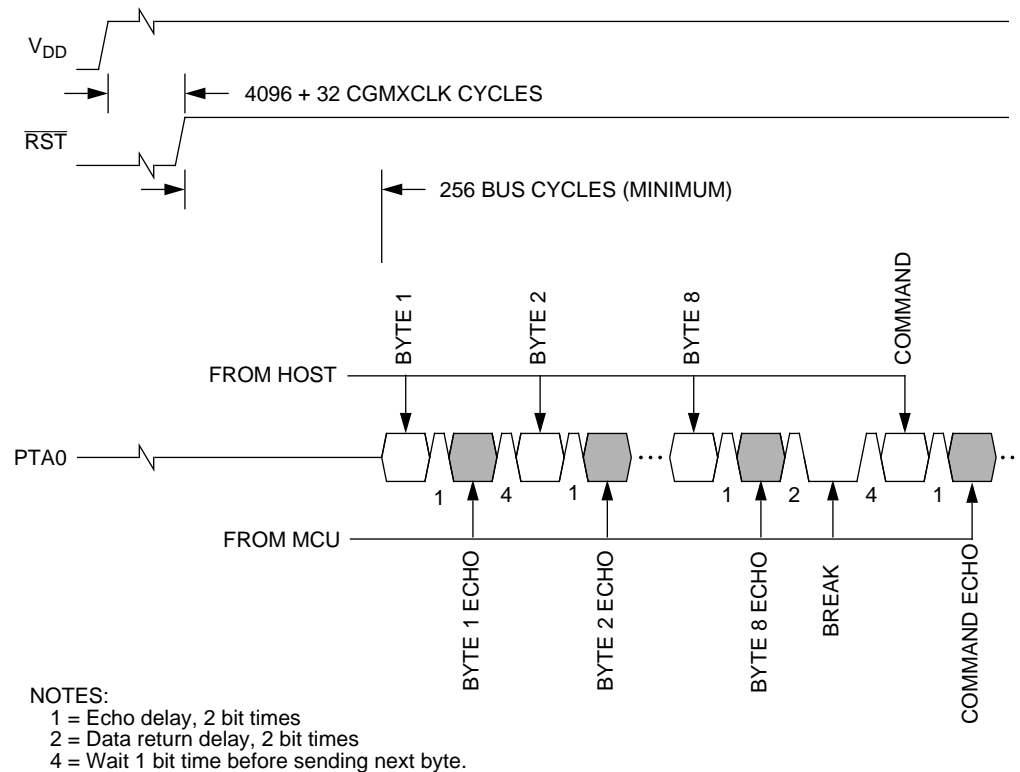 VDD
4096 + 32 CGMXCLK CYCLES
RST
256 BUS CYCLES (MINIMUM)
BYTE 1
BYTE 2
BYTE 8
COMMAND
FROM HOST
PTA0
...
...
1
4
1
1
2
4
1
FROM MCU
BYTE 1 ECHO
BYTE 2 ECHO
BYTE 8 ECHO
BREAK
COMMAND ECHO
NOTES:
1 = Echo delay, 2 bit times
2 = Data return delay, 2 bit times
4 = Wait 1 bit time before sending next byte.